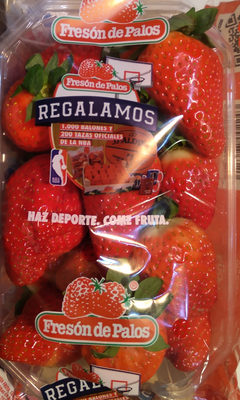 Fresón de Palos
Fresón de Palos
REGALAMOS
1.000 BALONES Y
200 TAZAS OFICIALES
DE LA NBA
HAZ DEPORTE. COME FRUTA.
Fresón de Palos
REGAL